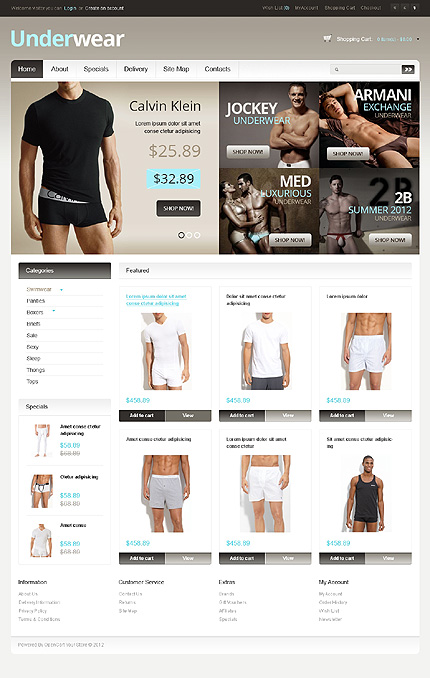 Welcome visitor you can Login or Create an account
Wish List (0) My Account Shopping Cart Checkout
Underwear
Shopping Cart: 0 item(s) - $0.00
Home About Specials Delivery Site Map Contacts
Calvin Klein
Lorem ipsum dolor sit amet
conse ctetur adipisicing
$25.89
$32.89
SHOP NOW!
JOCKEY
UNDERWEAR
SHOP NOW!
ARMANI
EXCHANGE
UNDERWEAR
SHOP NOW!
MED
LUXURIOUS
UNDERWEAR
SHOP NOW!
2B
SUMMER 2012
SHOP NOW!
Categories
Swimwear
Panties
Boxers
Briefs
Sale
Sexy
Sleep
Thongs
Tops
Specials
Amet conse ctetur
adipisicing
$58.89
$68.89
Ctetur adipisicing
$58.89
$68.89
Amet conse
$58.89
$68.89
Featured
Lorem ipsum dolor sit amet
conse ctetur adipisicing
$458.89
Add to cart View
Dolor sit amet conse ctetur
adipisicing
$458.89
Add to cart View
Lorem ipsum dolor
$458.89
Add to cart View
Amet conse ctetur adipisicing
$458.89
Add to cart View
Lorem ipsum dolor sit amet
conse ctetur
$458.89
Add to cart View
Sit amet conse ctetur adipisic-
ing
$458.89
Add to cart View
Information
About Us
Delivery Information
Privacy Policy
Terms & Conditions
Customer Service
Contact Us
Returns
Site Map
Extras
Brands
Gift Vouchers
Affiliates
Specials
My Account
My Account
Order History
Wish List
Newsletter
Powered By OpenCart Your Store © 2012